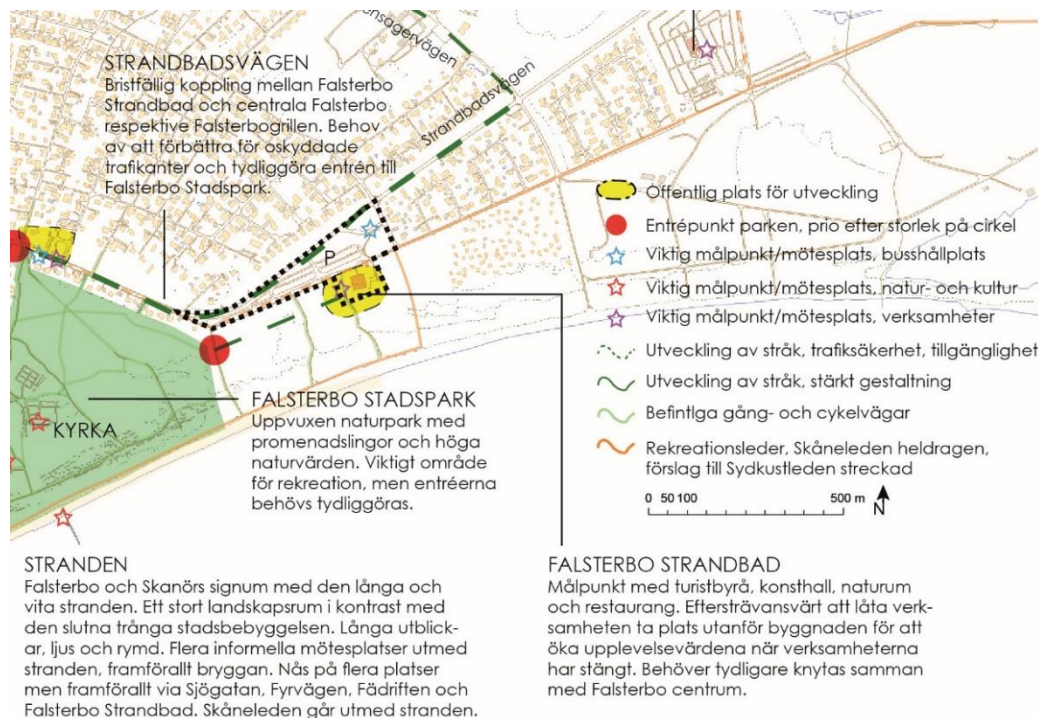 STRANDBADSVÄGEN
Bristfällig koppling mellan Falsterbo
Strandbad och centrala Falsterbo
respektive Falsterbogrillen. Behov
av att förbättra för oskyddade
trafikanter och tydliggöra entrén till
Falsterbo Stadspark.
Strandbadsvägen
P
Offentlig plats för utveckling
Entrépunkt parken, prio efter storlek på cirkel
Viktig målpunkt/mötesplats, busshållplats
Viktig målpunkt/mötesplats, natur- och kultur
Viktig målpunkt/mötesplats, verksamheter
Utveckling av stråk, trafiksäkerhet, tillgänglighet
Utveckling av stråk, stärkt gestaltning
Befintlga gång- och cykelvägar
Rekreationsleder, Skåneleden heldragen,
förslag till Sydkustleden streckad
0 50 100 500 m
N
FALSTERBO STADSPARK
Uppvuxen naturpark med
promenadslingor och höga
naturvärden. Viktigt område
för rekreation, men entréerna
behövs tydliggöras.
KYRKA
STRANDEN
Falsterbo och Skanörs signum med den långa och
vita stranden. Ett stort landskapsrum i kontrast med
den slutna trånga stadsbebyggelsen. Långa utblick-
ar, ljus och rymd. Flera informella mötesplatser utmed
stranden, framförallt bryggan. Nås på flera platser
men framförallt via Sjögatan, Fyrvägen, Fädriften och
Falsterbo Strandbad. Skåneleden går utmed stranden.
FALSTERBO STRANDBAD
Målpunkt med turistbyrå, konsthall, naturum
och restaurang. Eftersträvansvärt att låta verk-
samheten ta plats utanför byggnaden för att
öka upplevelsevärdena när verksamheterna
har stängt. Behöver tydligare knytas samman
med Falsterbo centrum.